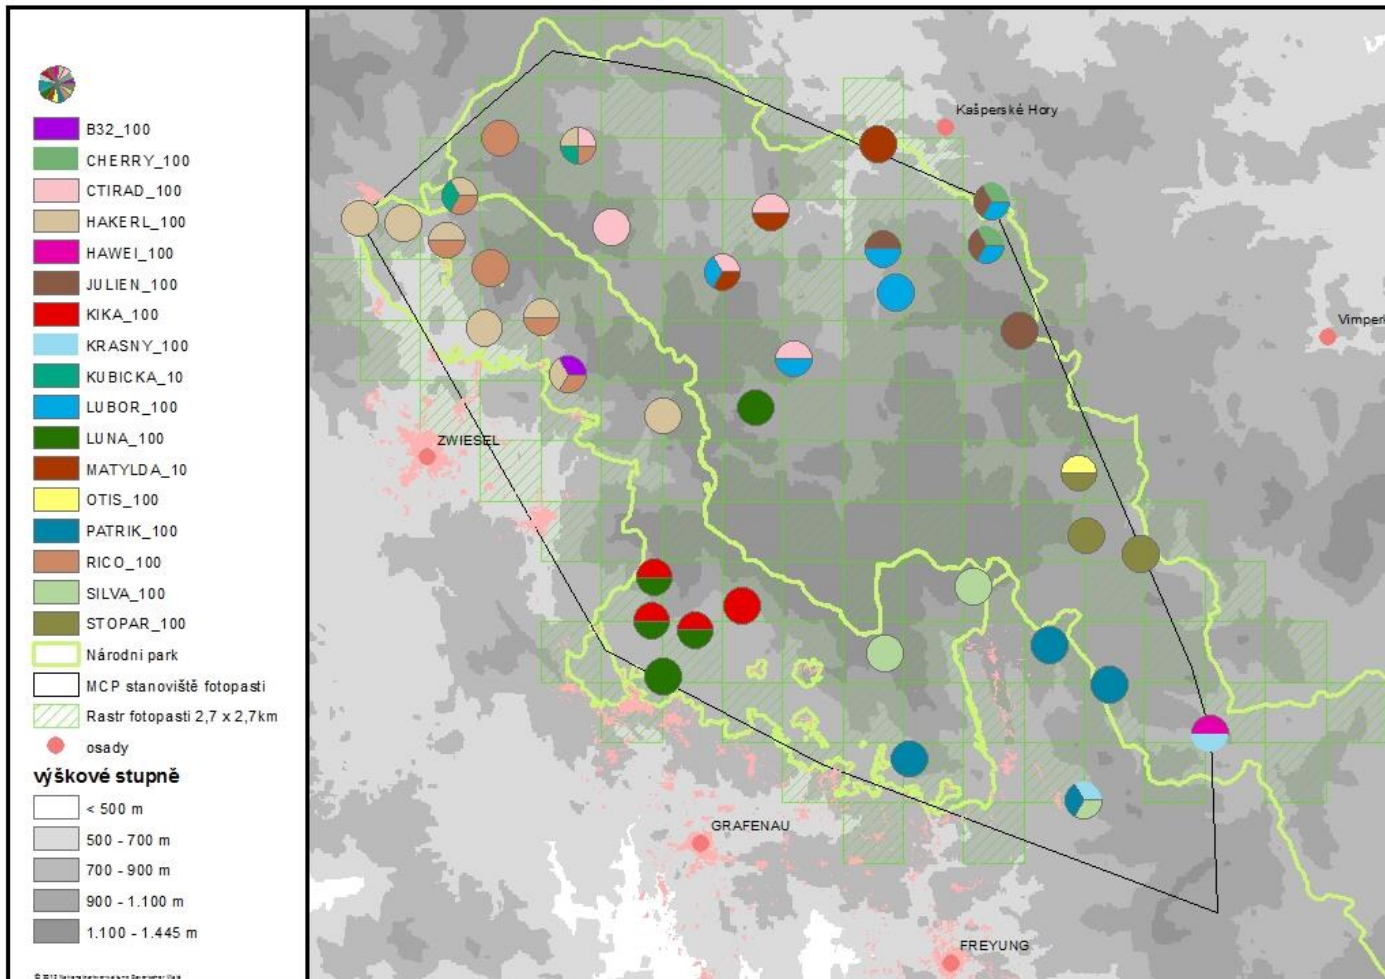 B32_100
CHERRY_100
CTIRAD_100
HAKERL_100
HAWEI_100
JULIEN_100
KIKA_100
KRASNY_100
KUBICKA_10
LUBOR_100
LUNA_100
MATYLDA_10
OTIS_100
PATRIK_100
RICO_100
SILVA_100
STOPAR_100
Národni park
MCP stanoviště fotopasti
Rastr fotopasti 2,7 x 2,7km
osady
výškové stupně
< 500 m
500 - 700 m
700 - 900 m
900 - 1.100 m
1.100 - 1.445 m
Kašperské Hory
Vimperk
ZWIESEL
GRAFENAU
FREYUNG